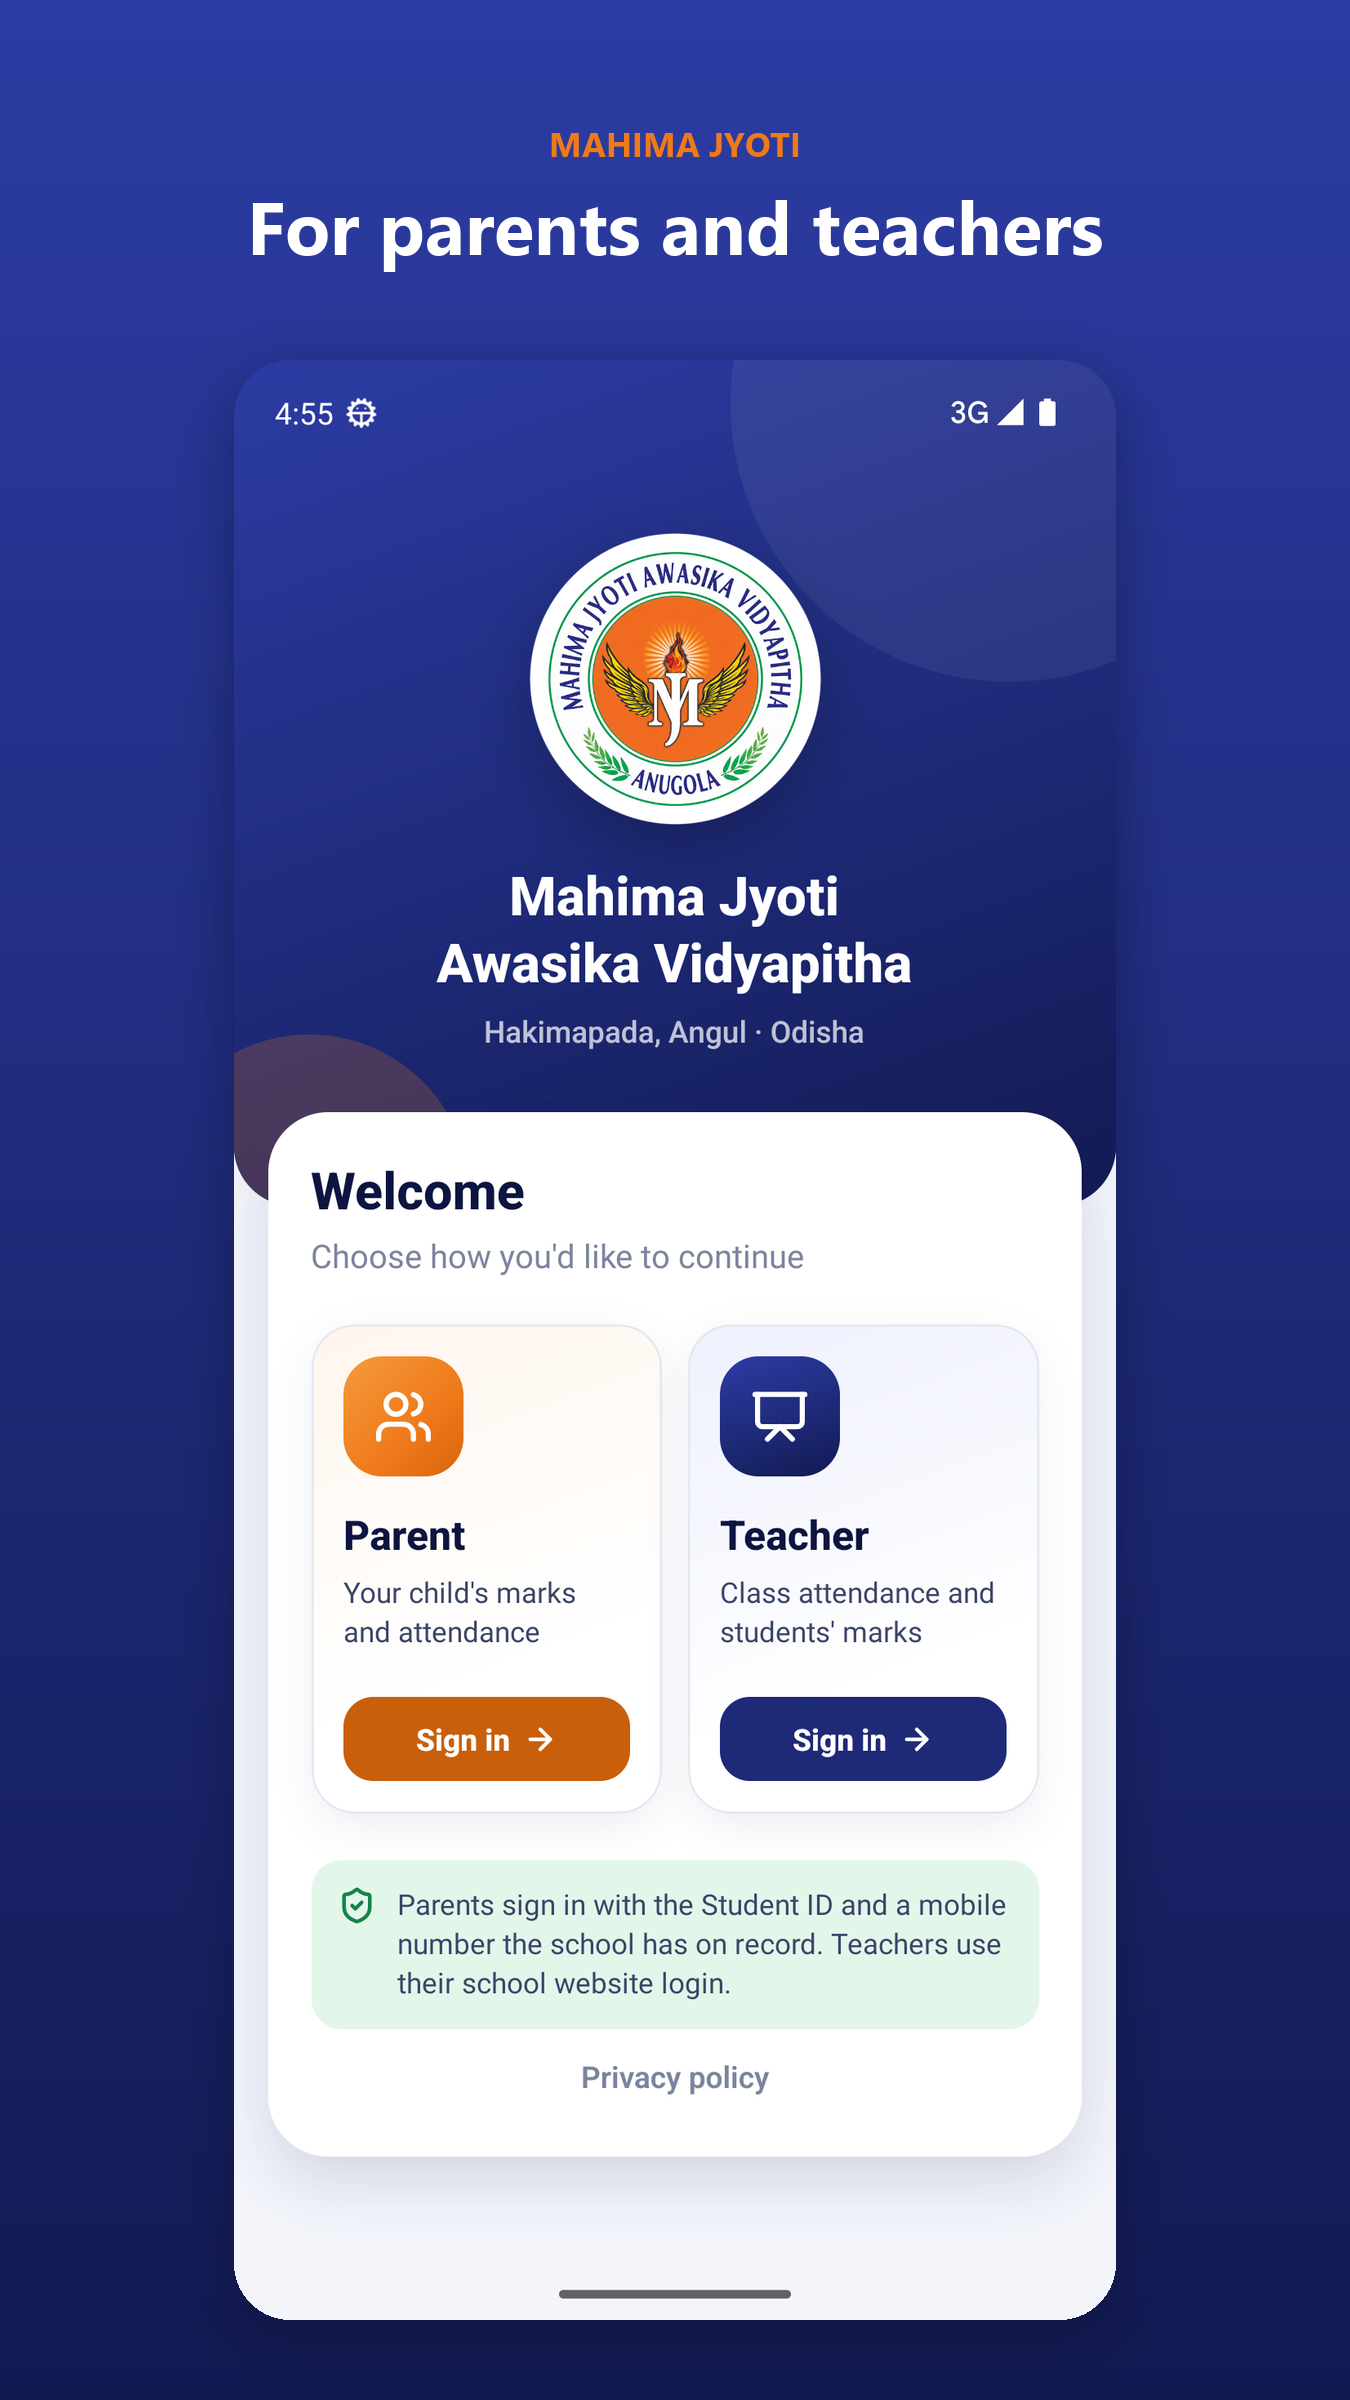 MAHIMA JYOTI
For parents and teachers
4:55
3G
MAHIMA JYOTI AWASIKA VIDYAPITHA
MJ
ANUGOLA
Mahima Jyoti
Awasika Vidyapitha
Hakimapada, Angul · Odisha
Welcome
Choose how you'd like to continue
Parent
Your child's marks
and attendance
Sign in →
Teacher
Class attendance and
students' marks
Sign in →
Parents sign in with the Student ID and a mobile
number the school has on record. Teachers use
their school website login.
Privacy policy